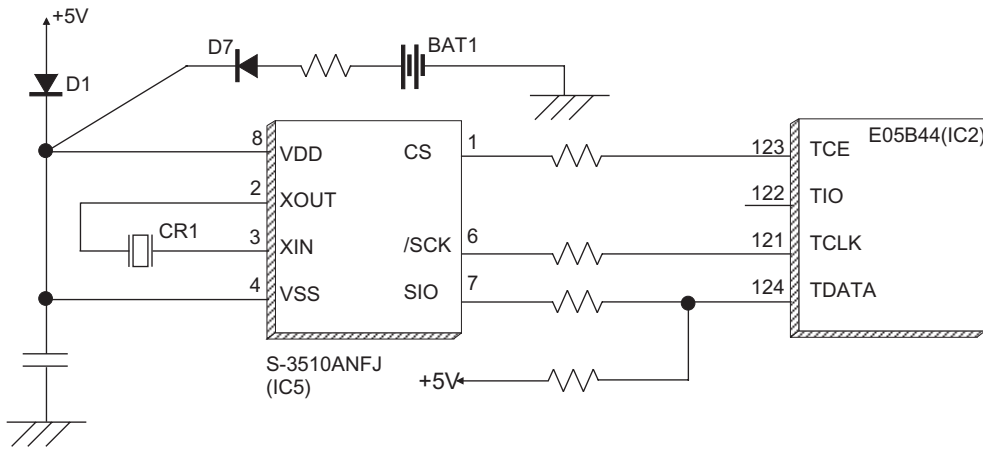 +5V
D1
D7
BAT1
8
VDD
2
XOUT
CR1
3
XIN
4
VSS
CS
1
/SCK
6
SIO
7
S-3510ANFJ
(IC5)
+5V
E05B44(IC2)
123
TCE
122
TIO
121
TCLK
124
TDATA